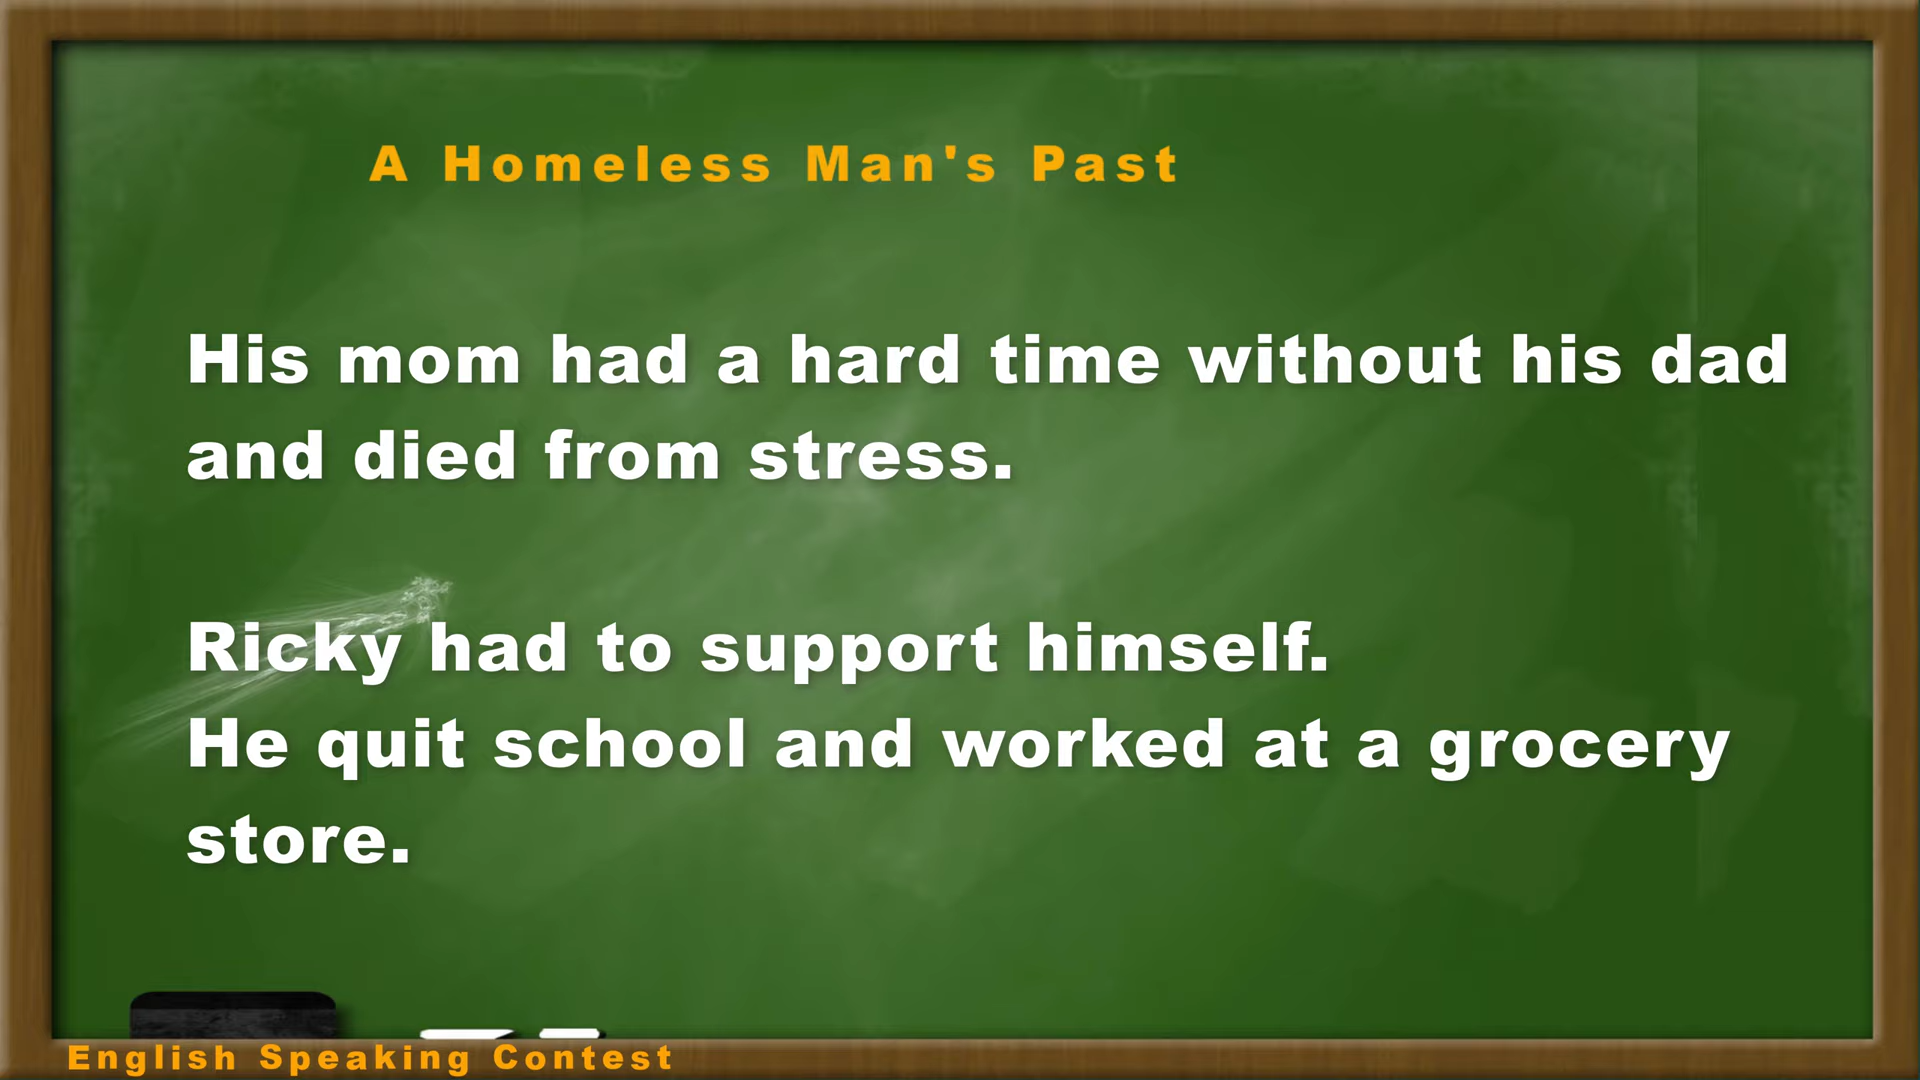 A Homeless Man's Past
His mom had a hard time without his dad
and died from stress.
Ricky had to support himself.
He quit school and worked at a grocery
store.
English Speaking Contest